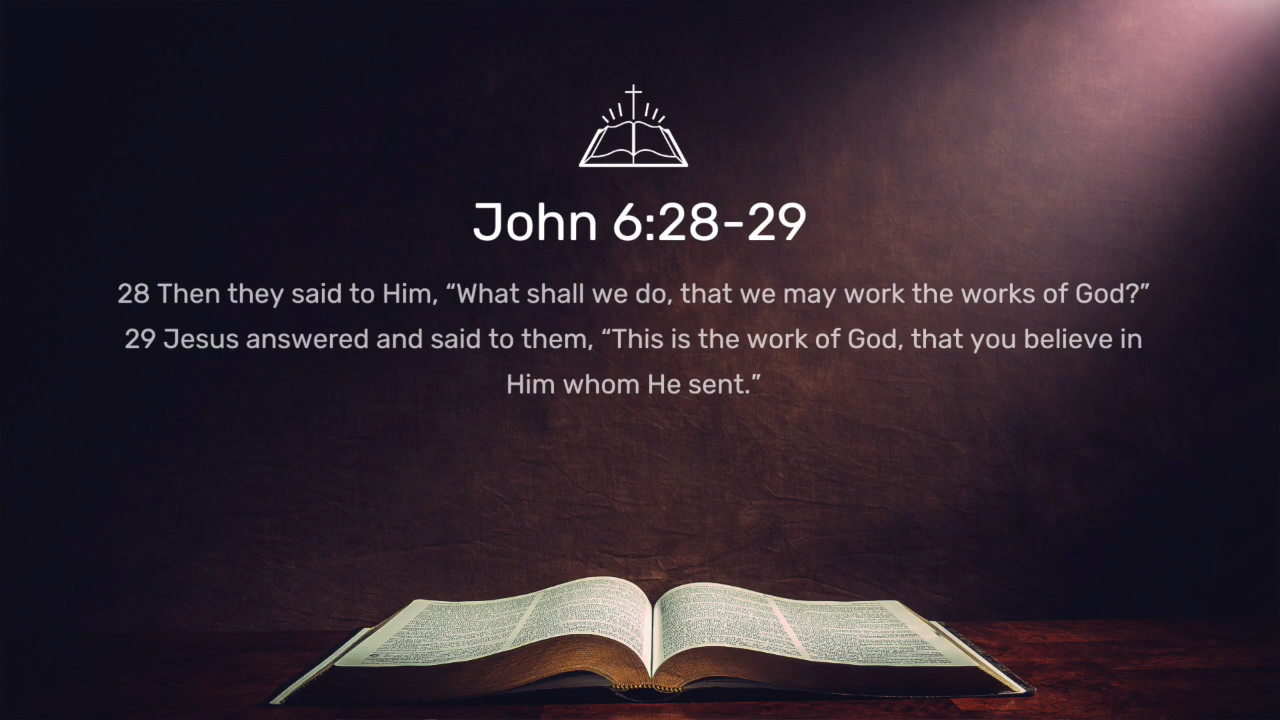 John 6:28-29
28 Then they said to Him, “What shall we do, that we may work the works of God?”
29 Jesus answered and said to them, “This is the work of God, that you believe in
Him whom He sent.”